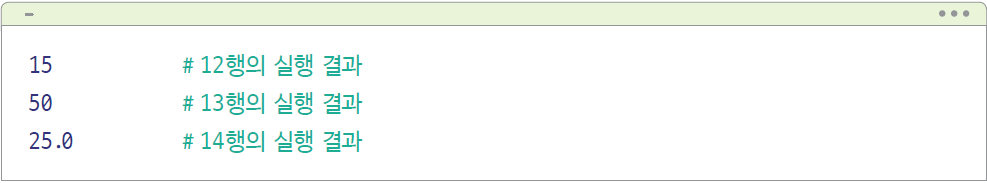 15 # 12행의 실행 결과
50 # 13행의 실행 결과
25.0 # 14행의 실행 결과